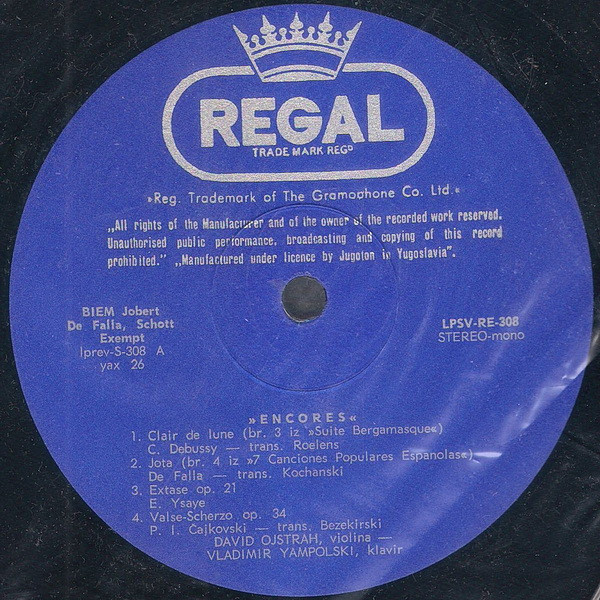 REGAL
TRADE MARK REGD
»Reg. Trademark of The Gramophone Co. Ltd.«
„All rights of the Manufacturer and of the owner of the recorded work reserved.
Unauthorised public performance, broadcasting and copying of this record
prohibited.” „Manufactured under licence by Jugoton in Yugoslavia”.
BIEM Jobert
De Falla, Schott
Exempt
lprev-S-308 A
yax 26
LPSV-RE-308
STEREO-mono
»ENCORES«
1. Clair de lune (br. 3 iz »Suite Bergamasque«)
C. Debussy — trans. Roelens
2. Jota (br. 4 iz »7 Canciones Populares Espanolas«)
De Falla — trans. Kochanski
3. Extase op. 21
E. Ysaye
4. Valse-Scherzo op. 34
P. I. Čajkovski — trans. Bezekirski
DAVID OJSTRAH, violina —
VLADIMIR YAMPOLSKI, klavir